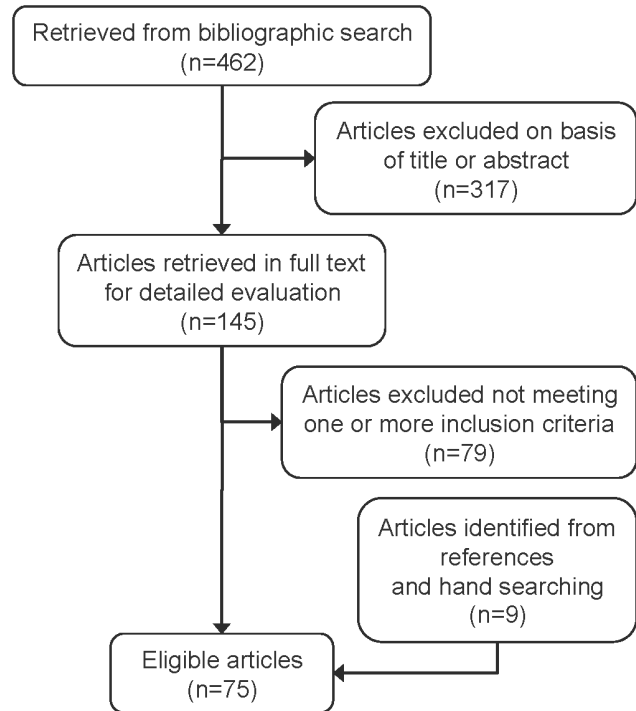 Retrieved from bibliographic search
(n=462)
Articles excluded on basis
of title or abstract
(n=317)
Articles retrieved in full text
for detailed evaluation
(n=145)
Articles excluded not meeting
one or more inclusion criteria
(n=79)
Articles identified from
references
and hand searching
(n=9)
Eligible articles
(n=75)